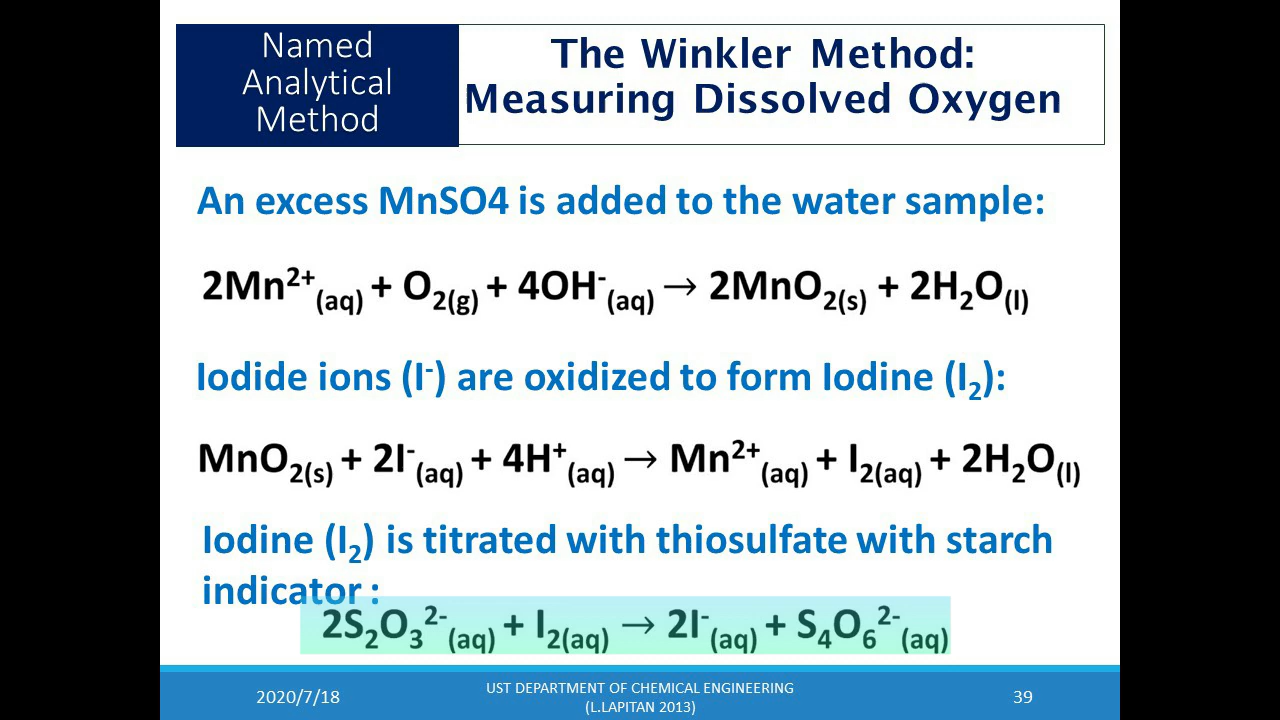 Named
Analytical
Method
The Winkler Method:
Measuring Dissolved Oxygen
An excess MnSO4 is added to the water sample:
2Mn²⁺(aq) + O₂(g) + 4OH⁻(aq) → 2MnO₂(s) + 2H₂O(l)
Iodide ions (I⁻) are oxidized to form Iodine (I₂):
MnO₂(s) + 2I⁻(aq) + 4H⁺(aq) → Mn²⁺(aq) + I₂(aq) + 2H₂O(l)
Iodine (I₂) is titrated with thiosulfate with starch
indicator :
2S₂O₃²⁻(aq) + I₂(aq) → 2I⁻(aq) + S₄O₆²⁻(aq)
2020/7/18
UST DEPARTMENT OF CHEMICAL ENGINEERING
(L.LAPITAN 2013)
39